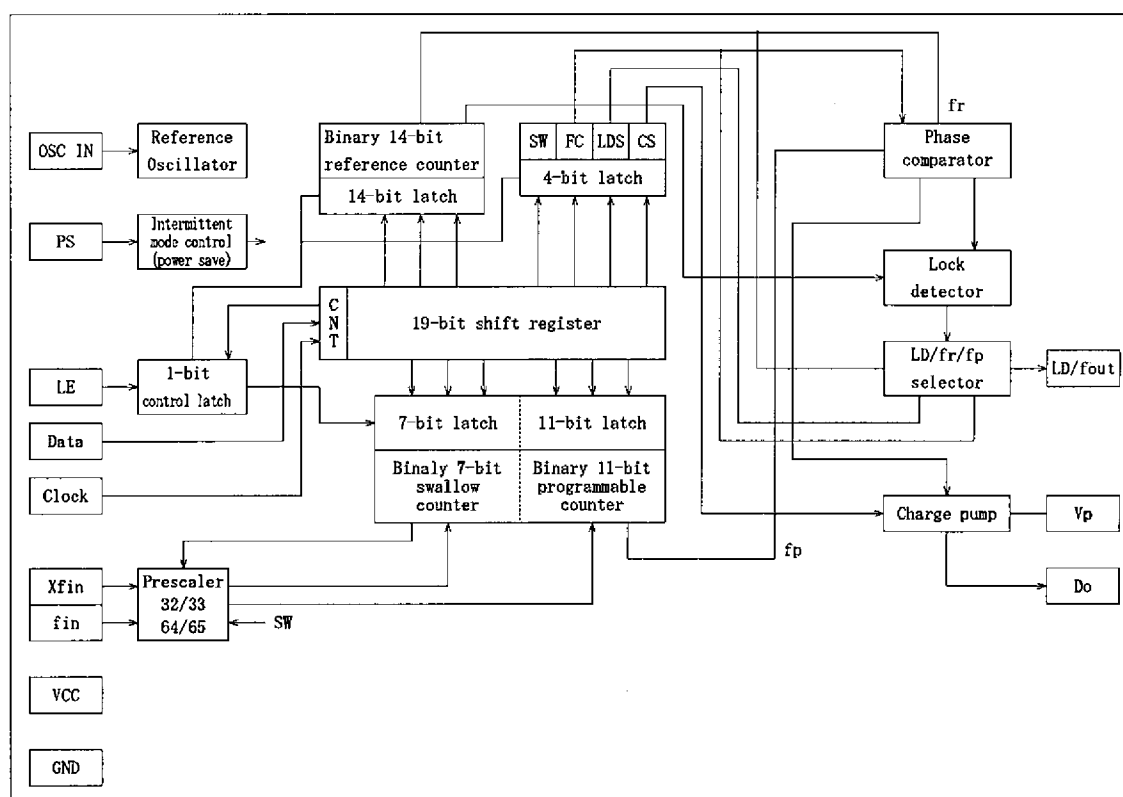 fr
SW FC LDS CS
4-bit latch
Binary 14-bit
reference counter
14-bit latch
Phase
comparator
OSC IN
Reference
Oscillator
PS
Intermittent
mode control
(power save)
Lock
detector
C
N
T
19-bit shift register
LE
1-bit
control latch
LD/fr/fp
selector
LD/fout
Data
7-bit latch
11-bit latch
Clock
Binaly 7-bit
swallow
counter
Binary 11-bit
programmable
counter
Charge pump
Vp
fp
Xfin
fin
Prescaler
32/33
64/65
SW
Do
VCC
GND